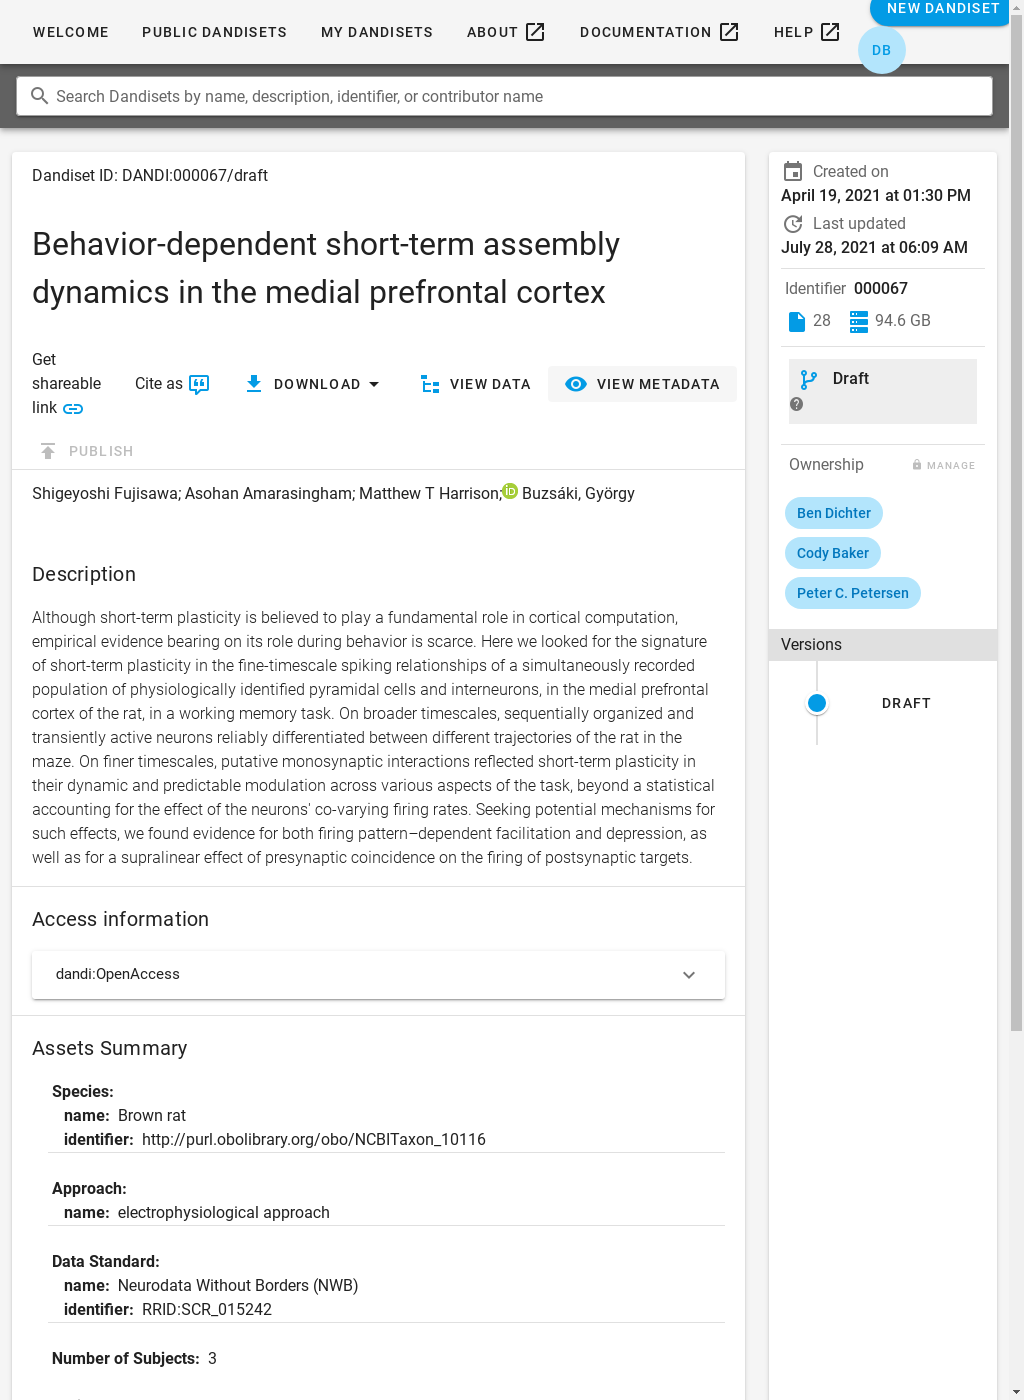 WELCOME PUBLIC DANDISETS MY DANDISETS ABOUT DOCUMENTATION HELP NEW DANDISET
DB
Search Dandisets by name, description, identifier, or contributor name
Dandiset ID: DANDI:000067/draft
Behavior-dependent short-term assembly
dynamics in the medial prefrontal cortex
Get
shareable
link
Cite as
DOWNLOAD
VIEW DATA
VIEW METADATA
PUBLISH
Shigeyoshi Fujisawa; Asohan Amarasingham; Matthew T Harrison; iD Buzsáki, György
Description
Although short-term plasticity is believed to play a fundamental role in cortical computation,
empirical evidence bearing on its role during behavior is scarce. Here we looked for the signature
of short-term plasticity in the fine-timescale spiking relationships of a simultaneously recorded
population of physiologically identified pyramidal cells and interneurons, in the medial prefrontal
cortex of the rat, in a working memory task. On broader timescales, sequentially organized and
transiently active neurons reliably differentiated between different trajectories of the rat in the
maze. On finer timescales, putative monosynaptic interactions reflected short-term plasticity in
their dynamic and predictable modulation across various aspects of the task, beyond a statistical
accounting for the effect of the neurons' co-varying firing rates. Seeking potential mechanisms for
such effects, we found evidence for both firing pattern–dependent facilitation and depression, as
well as for a supralinear effect of presynaptic coincidence on the firing of postsynaptic targets.
Access information
dandi:OpenAccess
Assets Summary
Species:
name: Brown rat
identifier: http://purl.obolibrary.org/obo/NCBITaxon_10116
Approach:
name: electrophysiological approach
Data Standard:
name: Neurodata Without Borders (NWB)
identifier: RRID:SCR_015242
Number of Subjects: 3
Created on
April 19, 2021 at 01:30 PM
Last updated
July 28, 2021 at 06:09 AM
Identifier 000067
28 94.6 GB
Draft
?
Ownership MANAGE
Ben Dichter
Cody Baker
Peter C. Petersen
Versions
DRAFT